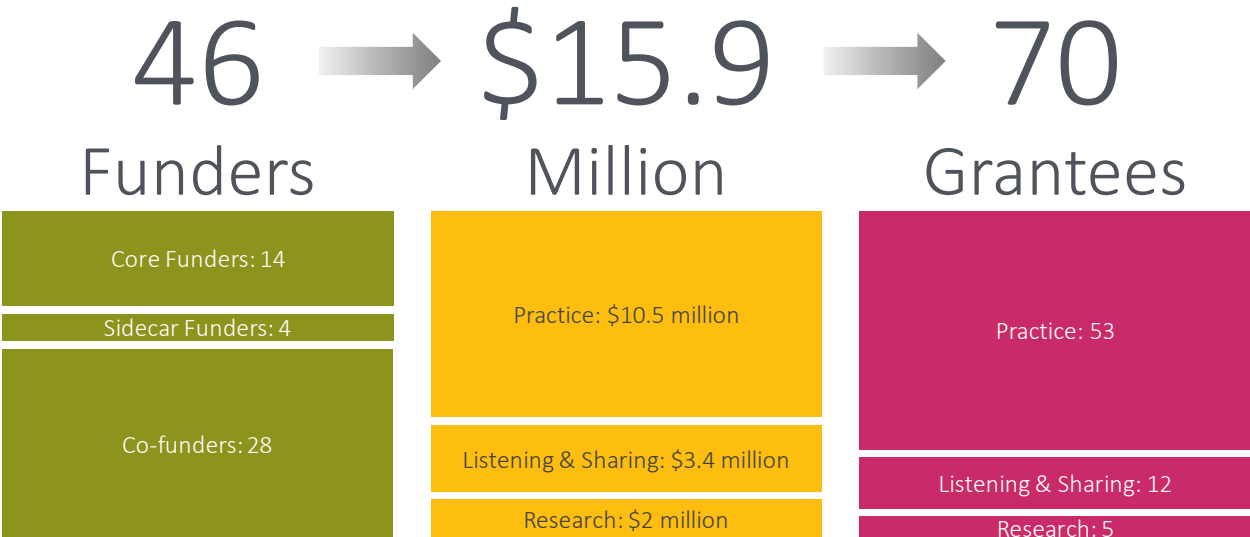 46
$15.9
70
Funders
Million
Grantees
Core Funders: 14
Sidecar Funders: 4
Co-funders: 28
Practice: $10.5 million
Listening & Sharing: $3.4 million
Research: $2 million
Practice: 53
Listening & Sharing: 12
Research: 5